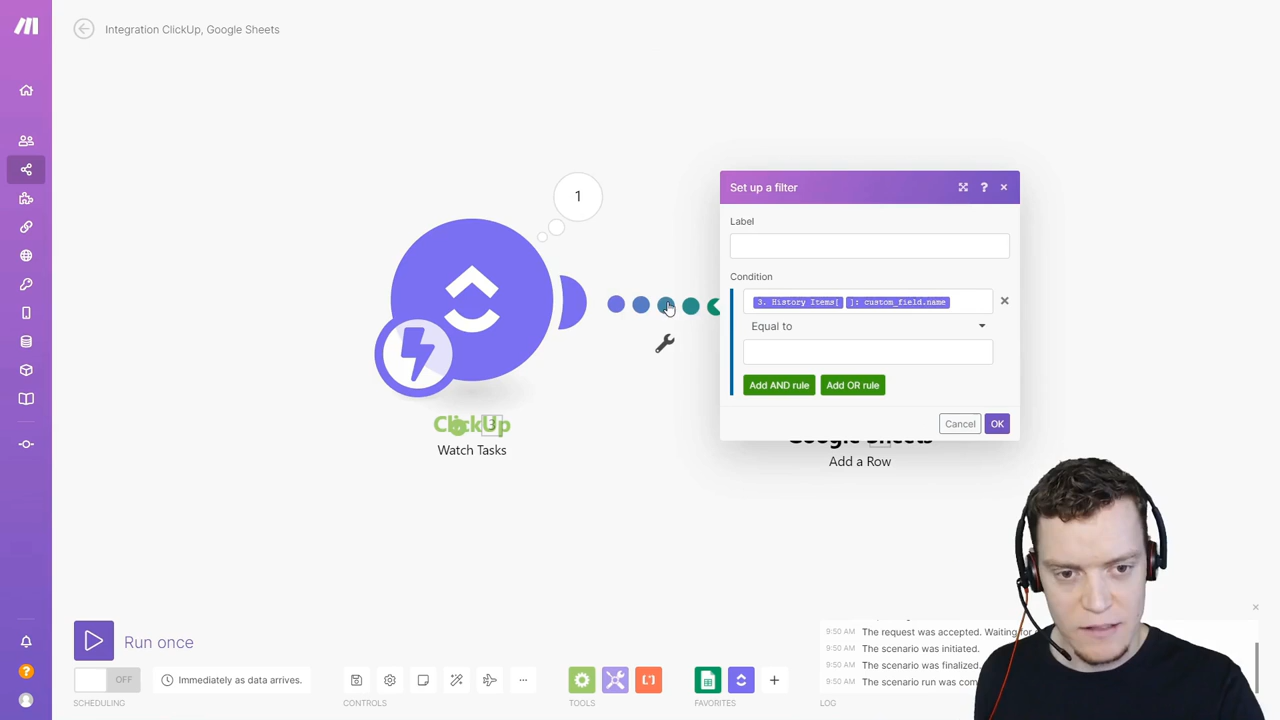 Integration ClickUp, Google Sheets
1
Set up a filter
?
Label
Condition
3. History Items[ ]: custom_field.name
Equal to
Add AND rule Add OR rule
Cancel OK
ClickUp
3
Watch Tasks
Google Sheets
Add a Row
Run once
OFF
Immediately as data arrives.
SCHEDULING
CONTROLS
TOOLS
FAVORITES
LOG
9:50 AM The request was accepted. Waiting for
9:50 AM The scenario was initiated.
9:50 AM The scenario was finalized.
9:50 AM The scenario run was com